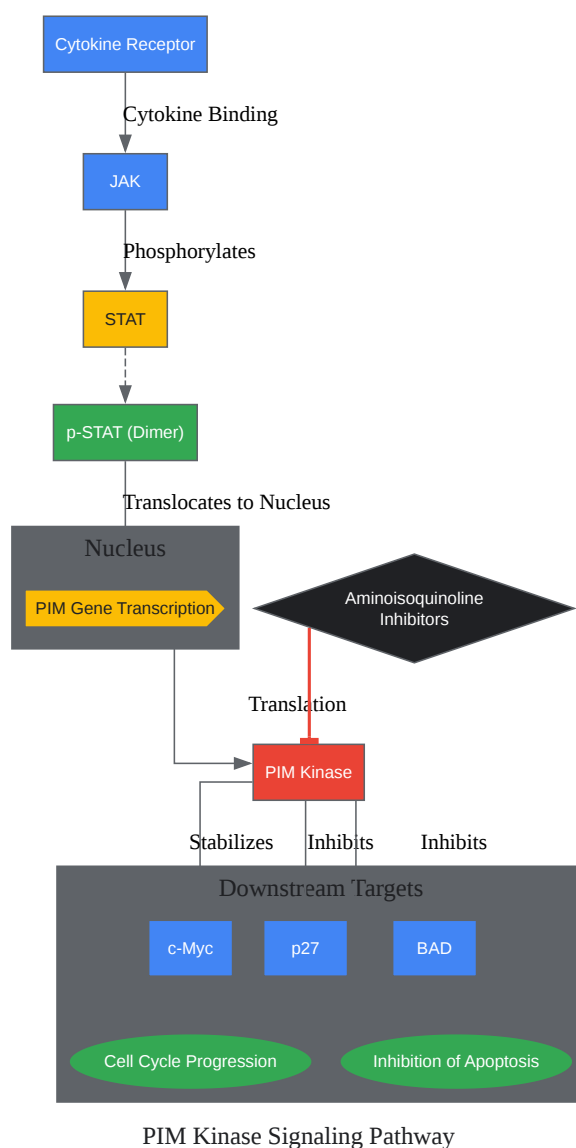 Cytokine Receptor
Cytokine Binding
JAK
Phosphorylates
STAT
p-STAT (Dimer)
Translocates to Nucleus
Nucleus
PIM Gene Transcription
Aminoisoquinoline
Inhibitors
Translation
PIM Kinase
Stabilizes
Inhibits
Inhibits
Downstream Targets
c-Myc
p27
BAD
Cell Cycle Progression
Inhibition of Apoptosis
PIM Kinase Signaling Pathway